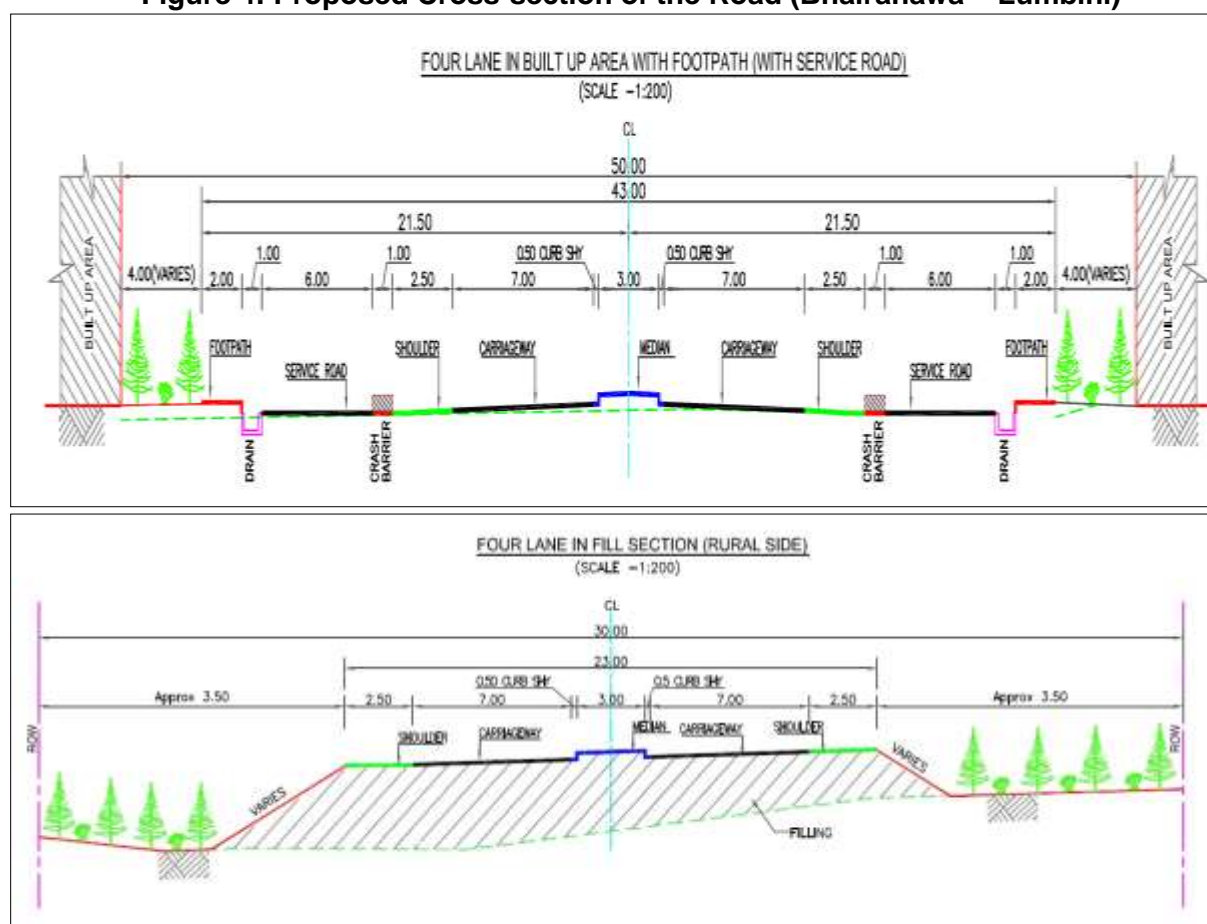 Figure 4: Proposed Cross-section of the Road (Bhairahawa – Lumbini)
FOUR LANE IN BUILT UP AREA WITH FOOTPATH (WITH SERVICE ROAD)
(SCALE -1:200)
CL
50.00
43.00
21.50 21.50
1.00 1.00 0.50 CURB SHY 0.50 CURB SHY 1.00 1.00
4.00(VARIES) 2.00 6.00 2.50 7.00 3.00 7.00 2.50 6.00 2.00 4.00(VARIES)
BUILT UP AREA BUILT UP AREA
FOOTPATH SHOULDER CARRIAGEWAY MEDIAN CARRIAGEWAY SHOULDER FOOTPATH
SERVICE ROAD SERVICE ROAD
DRAIN CRASH BARRIER CRASH BARRIER DRAIN
FOUR LANE IN FILL SECTION (RURAL SIDE)
(SCALE -1:200)
CL
30.00
23.00
0.50 CURB SHY 0.5 CURB SHY
Approx 3.50 2.50 7.00 3.00 7.00 2.50 Approx 3.50
ROW SHOULDER CARRIAGEWAY MEDIAN CARRIAGEWAY SHOULDER ROW
VARIES VARIES
FILLING